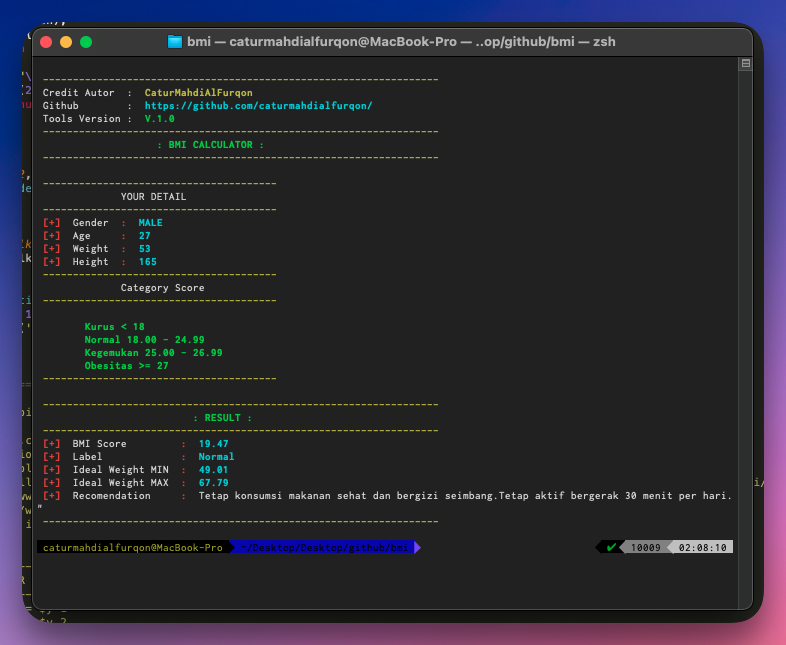 bmi — caturmahdialfurqon@MacBook-Pro — ..op/github/bmi — zsh
------------------------------------------------------------------
Credit Autor  :  CaturMahdiAlFurqon
Github        :  https://github.com/caturmahdialfurqon/
Tools Version :  V.1.0
------------------------------------------------------------------
: BMI CALCULATOR :
------------------------------------------------------------------
---------------------------------------
YOUR DETAIL
---------------------------------------
[+]  Gender  :  MALE
[+]  Age     :  27
[+]  Weight  :  53
[+]  Height  :  165
---------------------------------------
Category Score
---------------------------------------
Kurus < 18
Normal 18.00 - 24.99
Kegemukan 25.00 - 26.99
Obesitas >= 27
---------------------------------------
------------------------------------------------------------------
: RESULT :
------------------------------------------------------------------
[+]  BMI Score         :  19.47
[+]  Label             :  Normal
[+]  Ideal Weight MIN  :  49.01
[+]  Ideal Weight MAX  :  67.79
[+]  Recomendation     :  Tetap konsumsi makanan sehat dan bergizi seimbang.Tetap aktif bergerak 30 menit per hari.
"
------------------------------------------------------------------
caturmahdialfurqon@MacBook-Pro ~/Desktop/Desktop/github/bmi ✔ 10009 02:08:10